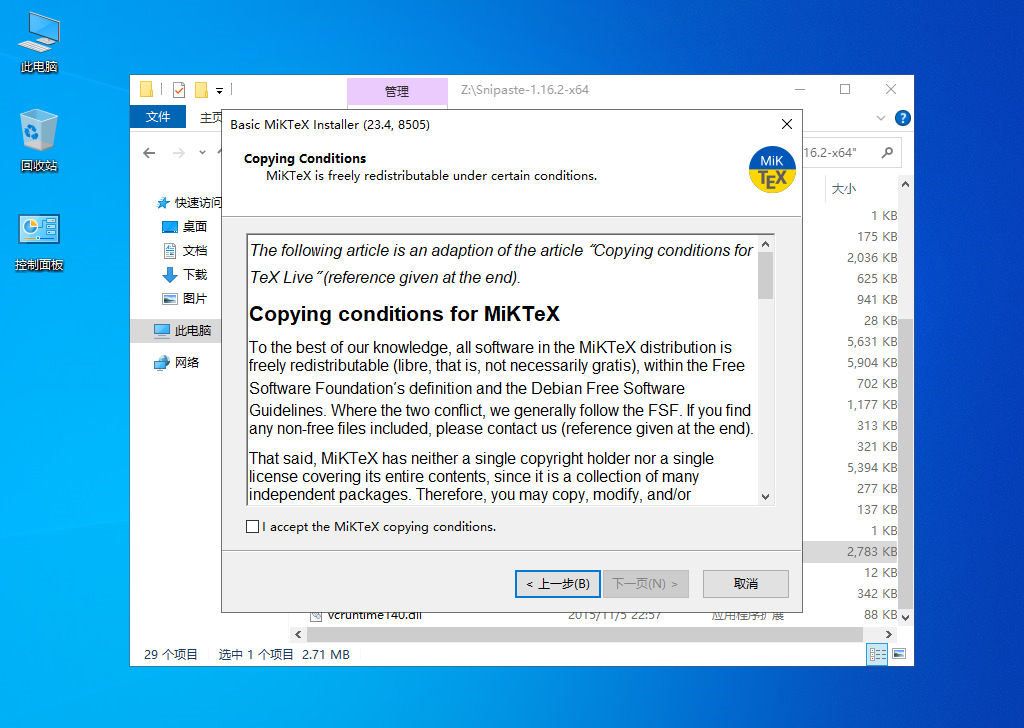 此电脑
回收站
控制面板
管理
Z:\Snipaste-1.16.2-x64
文件
主页
16.2-x64"
快速访问
桌面
文档
下载
图片
此电脑
网络
大小
1 KB
175 KB
2,036 KB
625 KB
941 KB
28 KB
5,631 KB
5,904 KB
702 KB
1,177 KB
313 KB
321 KB
5,394 KB
277 KB
137 KB
1 KB
2,783 KB
12 KB
342 KB
vcruntime140.dll 2015/11/5 22:57 应用程序扩展 88 KB
29 个项目 选中 1 个项目 2.71 MB
Basic MiKTeX Installer (23.4, 8505)
Copying Conditions
MiKTeX is freely redistributable under certain conditions.
MiK
TEX
The following article is an adaption of the article “Copying conditions for
TeX Live” (reference given at the end).
Copying conditions for MiKTeX
To the best of our knowledge, all software in the MiKTeX distribution is
freely redistributable (libre, that is, not necessarily gratis), within the Free
Software Foundation’s definition and the Debian Free Software
Guidelines. Where the two conflict, we generally follow the FSF. If you find
any non-free files included, please contact us (reference given at the end).
That said, MiKTeX has neither a single copyright holder nor a single
license covering its entire contents, since it is a collection of many
independent packages. Therefore, you may copy, modify, and/or
I accept the MiKTeX copying conditions.
< 上一步(B) 下一页(N) > 取消